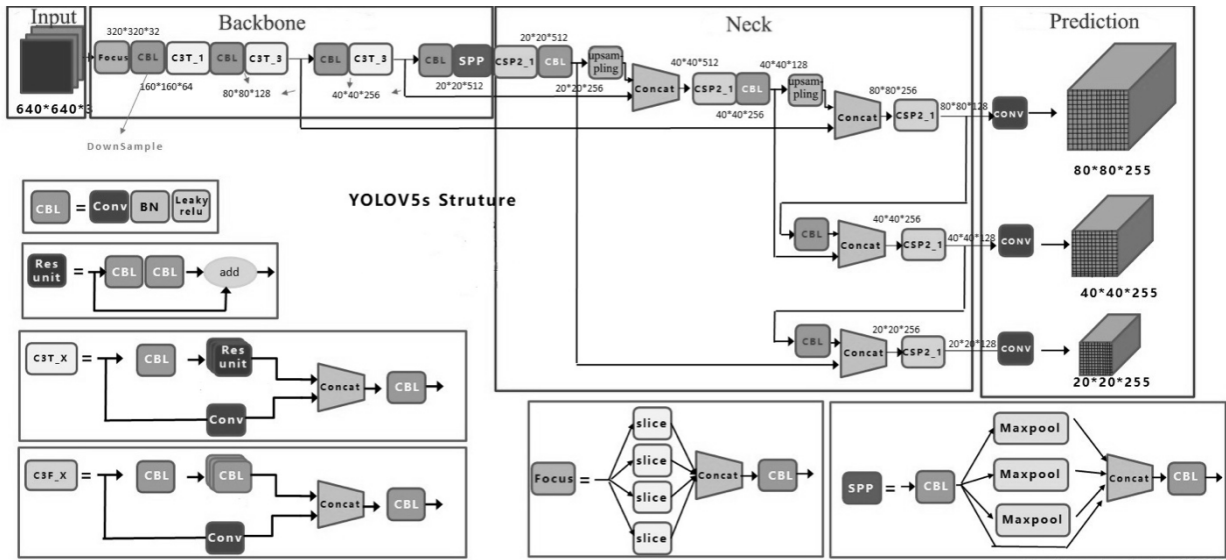 Input
Backbone
Neck
Prediction
320*320*32
Focus
CBL
C3T_1
CBL
C3T_3
CBL
C3T_3
CBL
SPP
20*20*512
CSP2_1
CBL
upsam-
pling
40*40*512
40*40*128
upsam-
pling
80*80*256
80*80*128
CONV
640*640*3
160*160*64
80*80*128
40*40*256
20*20*512
20*20*256
Concat
CSP2_1
CBL
40*40*256
Concat
CSP2_1
DownSample
80*80*255
YOLOV5s Struture
CBL
=
Conv
BN
Leaky
relu
CBL
40*40*256
Concat
CSP2_1
40*40*128
CONV
40*40*255
Res
unit
=
CBL
CBL
add
CBL
20*20*256
Concat
CSP2_1
20*20*128
CONV
20*20*255
C3T_X
=
CBL
Res
unit
Concat
CBL
Conv
C3F_X
=
CBL
CBL
Concat
CBL
Conv
Focus
=
slice
slice
slice
slice
Concat
CBL
SPP
=
CBL
Maxpool
Maxpool
Maxpool
Concat
CBL